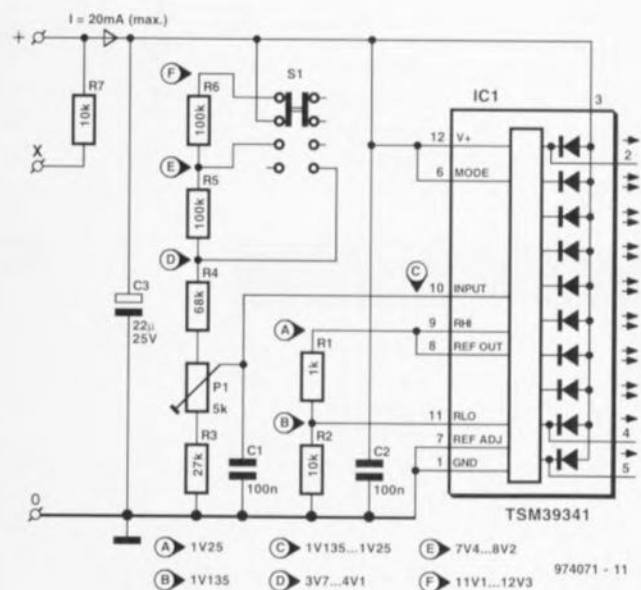 I = 20mA (max.)
+
R7
10k
X
C3
22µ
25V
0
F
R6
100k
S1
E
R5
100k
D
R4
68k
P1
5k
R3
27k
C1
100n
C
A
R1
1k
B
R2
10k
C2
100n
IC1
3
12 V+
2
6 MODE
10 INPUT
9 RHI
8 REF OUT
11 RLO
4
7 REF ADJ
5
1 GND
TSM39341
A 1V25
C 1V135...1V25
E 7V4...8V2
B 1V135
D 3V7...4V1
F 11V1...12V3
974071 - 11